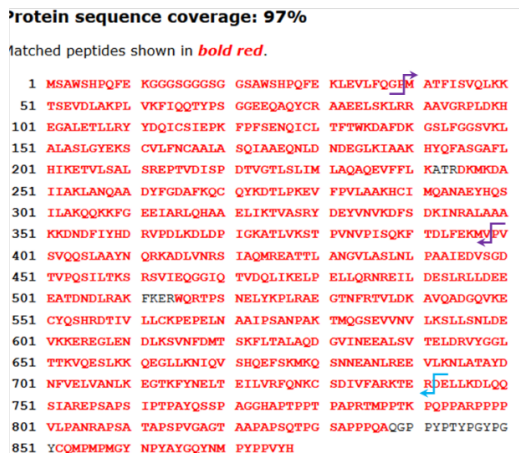 Protein sequence coverage: 97%
Matched peptides shown in bold red.
1 MSAWSHPQFE KGGGSGGGSG GSAWSHPQFE KLEVLFQGPM ATFISVQLKK
51 TSEVDLAKPL VKFIQQTYPS GGEEQAQYCR AAEELSKLRR AAVGRPLDKH
101 EGALETLLRY YDQICSIEPK FPFSENQICL TFTWKDAFDK GSLFGGSVKL
151 ALASLGYEKS CVLFNCAALA SQIAAEQNLD NDEGLKIAAK HYQFASGAFL
201 HIKETVLSAL SREPTVDISP DTVGTLSLIM LAQAQEVFFL KATRDKMKDA
251 IIAKLANQAA DYFGDAFKQC QYKDTLPKEV FPVLAAKHCI MQANAEYHQS
301 ILAKQQKKFG EEIARLQHAA ELIKTVASRY DEYVNVKDFS DKINRALAAA
351 KKDNDFIYHD RVPDLKDLDP IGKATLVKST PVNVPISQKF TDLFEKMVPV
401 SVQQSLAAYN QRKADLVNRS IAQMREATTL ANGVLASLNL PAAIEDVSGD
451 TVPQSILTKS RSVIEQGGIQ TVDQLIKELP ELLQRNREIL DESLRLLDEE
501 EATDNDLRAK FKERWQRTPS NELYKPLRAE GTNFRTVLDK AVQADGQVKE
551 CYQSHRDTIV LLCKPEPELN AAIPSANPAK TMQGSEVVNV LKSLLSNLDE
601 VKKEREGLEN DLKSVNFDMT SKFLTALAQD GVINEEALSV TELDRVYGGL
651 TTKVQESLKK QEGLLKNIQV SHQEFSKMKQ SNNEANLREE VLKNLATAYD
701 NFVELVANLK EGTKFYNELT EILVRFQNKC SDIVFARKTE RDELLKDLQQ
751 SIAREPSAPS IPTPAYQSSP AGGHAPTPPT PAPRTMPPTK PQPPARPPPP
801 VLPANRAPSA TAPSPVGAGT AAPAPSQTPG SAPPPQAQGP PYPTYPGYPG
851 YCQMPMPMGY NPYAYGQYNM PYPPVYH